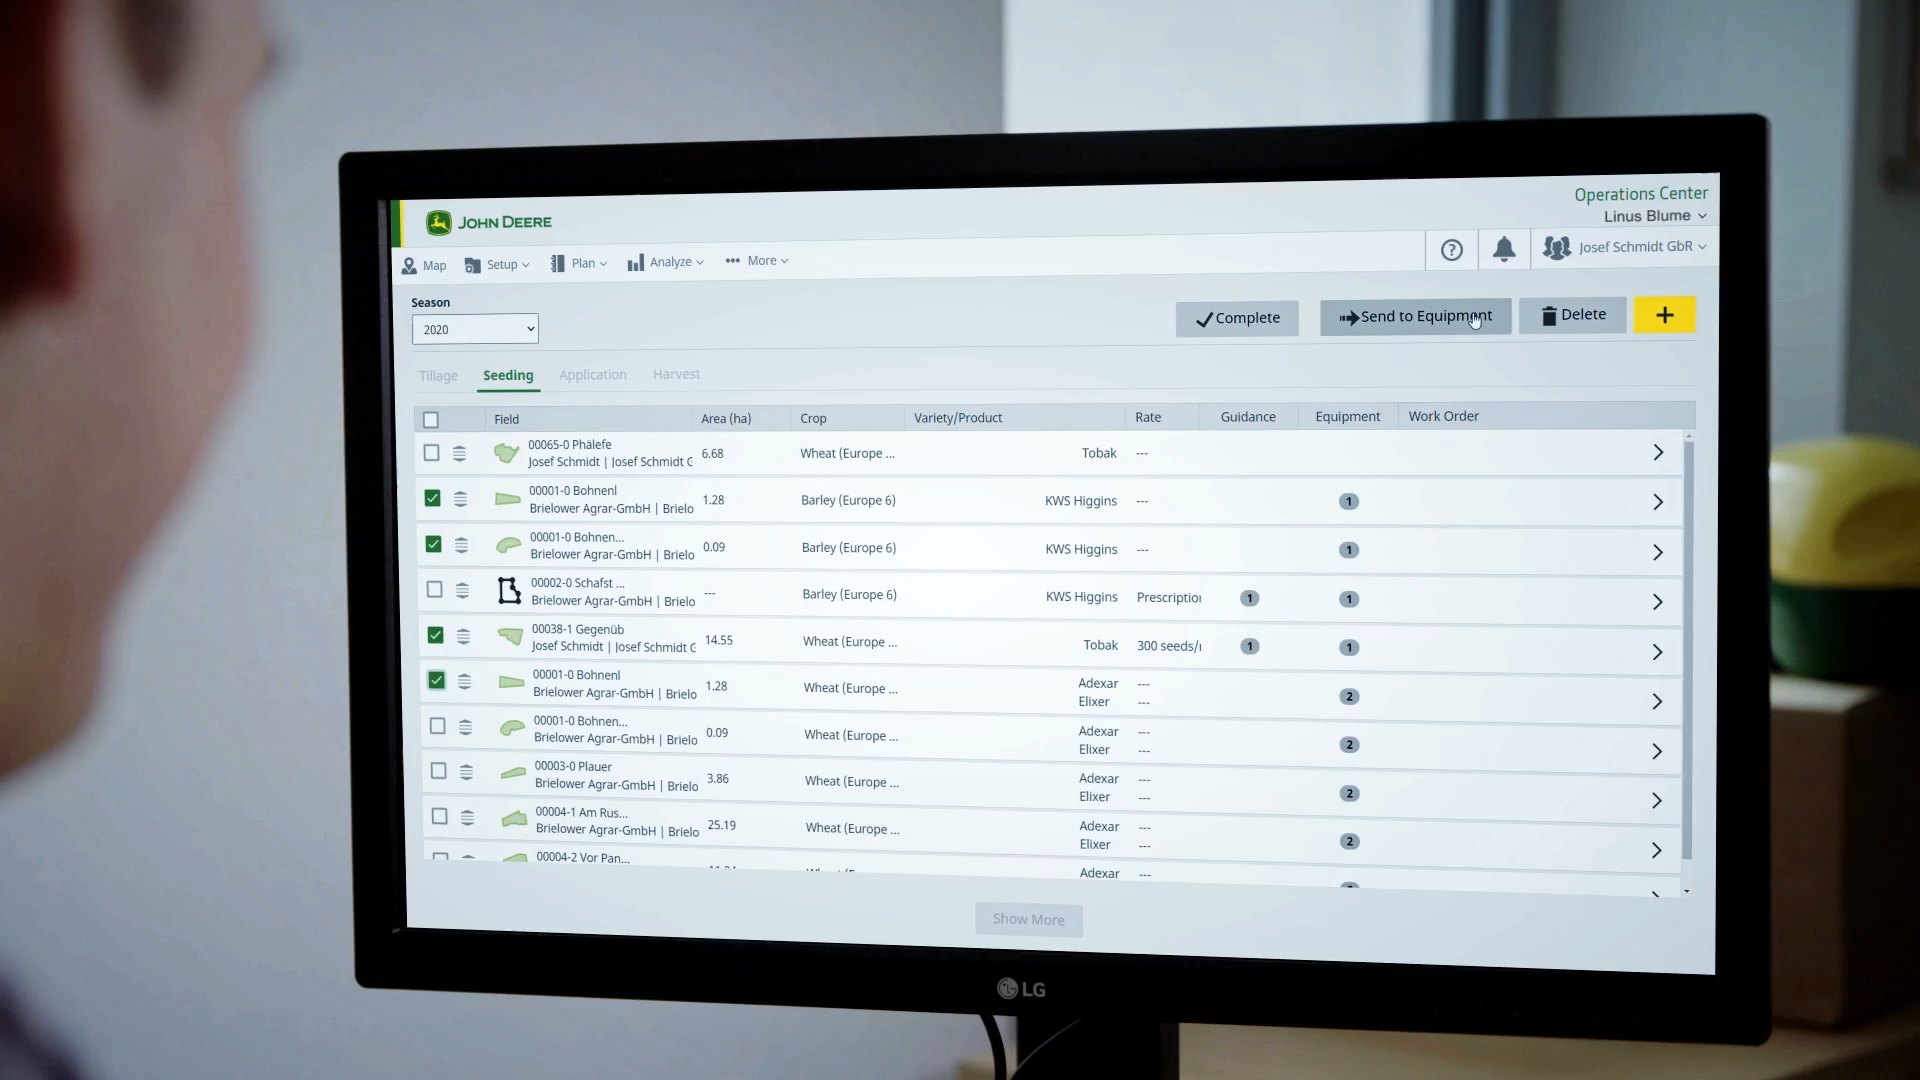 Operations Center
JOHN DEERE
Linus Blume
Map Setup Plan Analyze More
? Josef Schmidt GbR
Season
2020
Complete Send to Equipment Delete +
Tillage Seeding Application Harvest
Field Area (ha) Crop Variety/Product Rate Guidance Equipment Work Order
00065-0 Phälefe
Josef Schmidt | Josef Schmidt G 6.68 Wheat (Europe ... Tobak ---
00001-0 Bohnenl
Brielower Agrar-GmbH | Brielo 1.28 Barley (Europe 6) KWS Higgins --- 1
00001-0 Bohnen...
Brielower Agrar-GmbH | Brielo 0.09 Barley (Europe 6) KWS Higgins --- 1
00002-0 Schafst ...
Brielower Agrar-GmbH | Brielo --- Barley (Europe 6) KWS Higgins Prescription 1 1
00038-1 Gegenüb
Josef Schmidt | Josef Schmidt G 14.55 Wheat (Europe ... Tobak 300 seeds/ 1 1
00001-0 Bohnenl Adexar ---
Brielower Agrar-GmbH | Brielo 1.28 Wheat (Europe ... Elixer --- 2
00001-0 Bohnen... Adexar ---
Brielower Agrar-GmbH | Brielo 0.09 Wheat (Europe ... Elixer --- 2
00003-0 Plauer Adexar ---
Brielower Agrar-GmbH | Brielo 3.86 Wheat (Europe ... Elixer --- 2
00004-1 Am Rus... Adexar ---
Brielower Agrar-GmbH | Brielo 25.19 Wheat (Europe ... Elixer --- 2
00004-2 Vor Pan... Adexar ---
Show More
LG